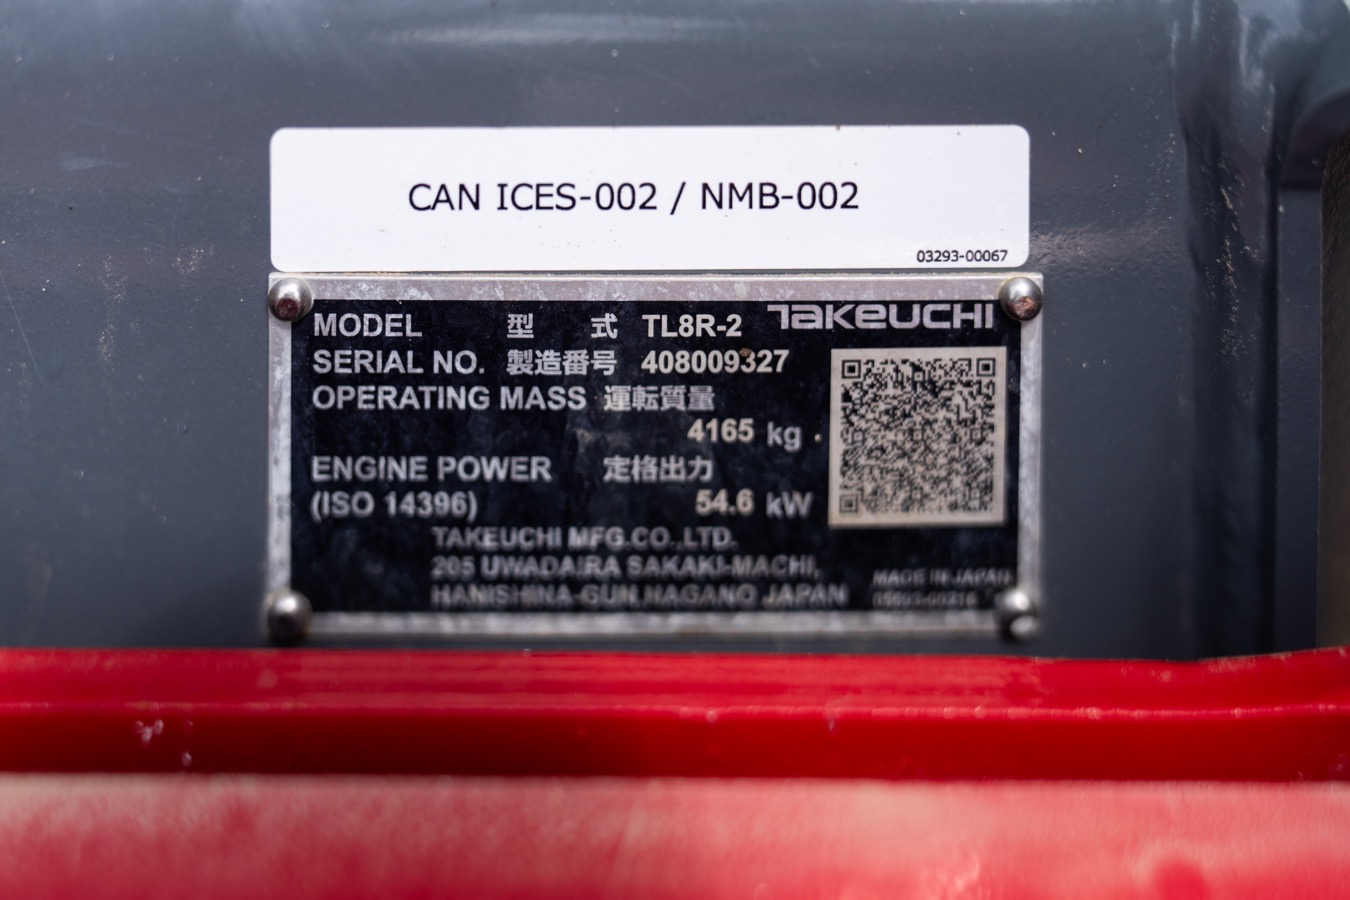 CAN ICES-002 / NMB-002
03293-00067
TAKEUCHI
MODEL 型 式 TL8R-2
SERIAL NO. 製造番号 408009327
OPERATING MASS 運転質量
4165 kg
ENGINE POWER 定格出力
(ISO 14396) 54.6 kW
TAKEUCHI MFG.CO.,LTD.
205 UWADAIRA SAKAKI-MACHI,
HANISHINA-GUN,NAGANO JAPAN
MADE IN JAPAN